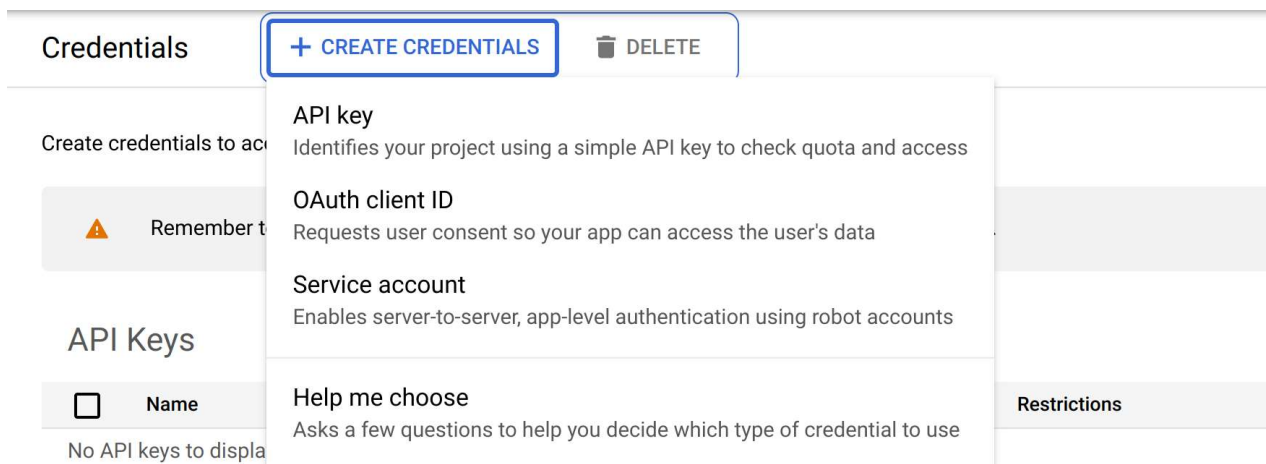 Credentials
+ CREATE CREDENTIALS
DELETE
API key
Identifies your project using a simple API key to check quota and access
Create credentials to
OAuth client ID
Requests user consent so your app can access the user's data
Remember
Service account
Enables server-to-server, app-level authentication using robot accounts
API Keys
Help me choose
Asks a few questions to help you decide which type of credential to use
Name
Restrictions
No API keys to